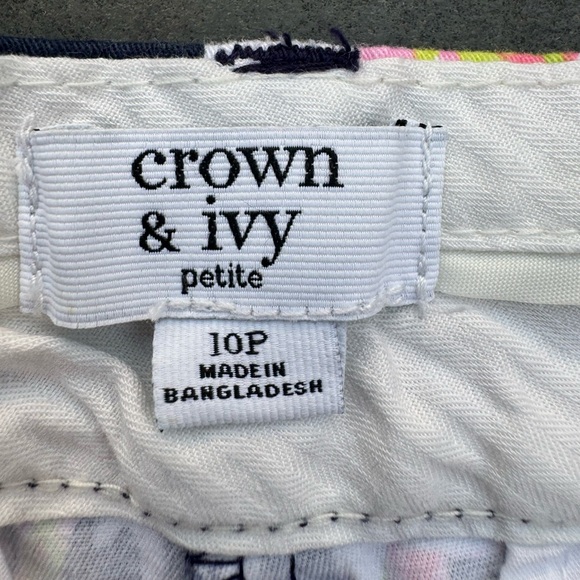 crown
& ivy
petite
10P
MADE IN
BANGLADESH